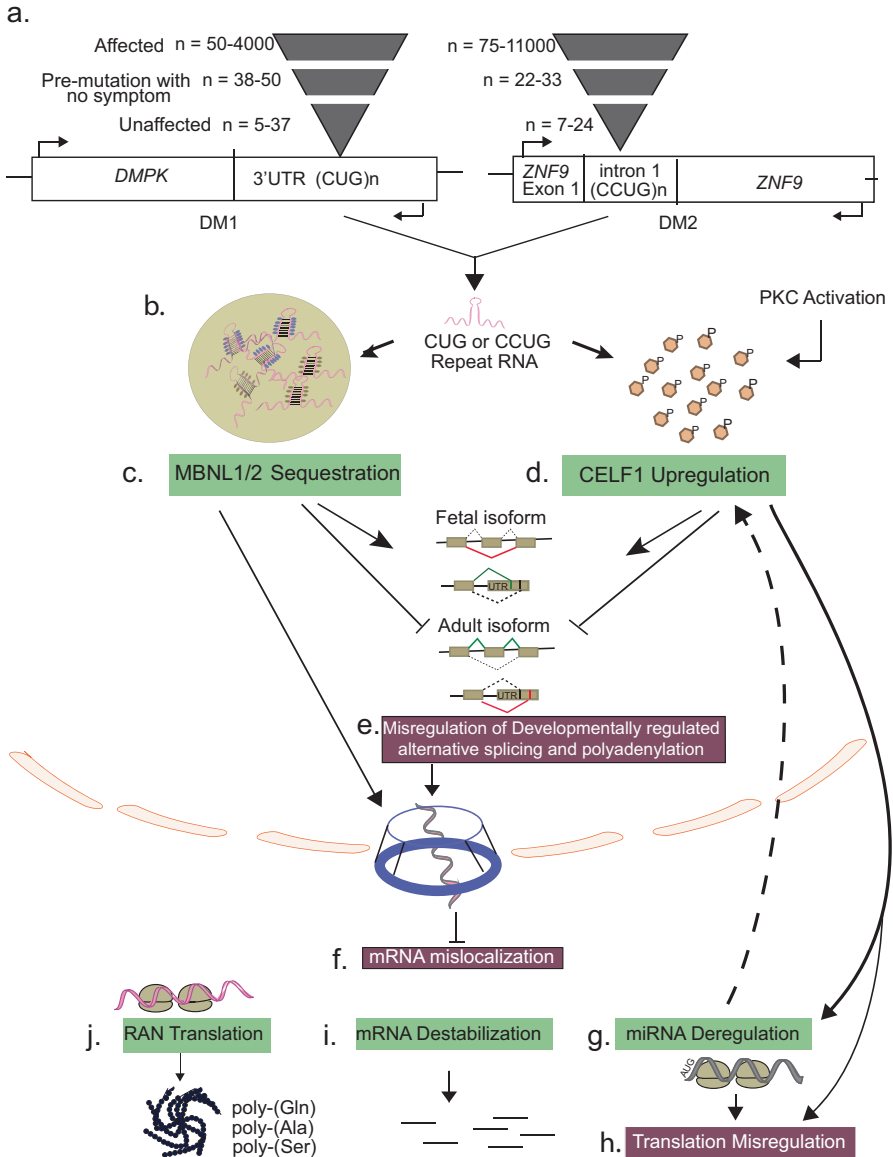 a.
Affected n = 50-4000
n = 75-11000
Pre-mutation with
no symptom
n = 38-50
n = 22-33
Unaffected n = 5-37
n = 7-24
DMPK
3'UTR (CUG)n
ZNF9
Exon 1
intron 1
(CCUG)n
ZNF9
DM1
DM2
b.
CUG or CCUG
Repeat RNA
PKC Activation
P
P
P
P
P
P
P
P
P
P
P
P
P
c.
MBNL1/2 Sequestration
d.
CELF1 Upregulation
Fetal isoform
UTR
Adult isoform
UTR
e.
Misregulation of Developmentally regulated
alternative splicing and polyadenylation
f.
mRNA mislocalization
j.
RAN Translation
i.
mRNA Destabilization
g.
miRNA Deregulation
AUG
poly-(Gln)
poly-(Ala)
poly-(Ser)
h.
Translation Misregulation